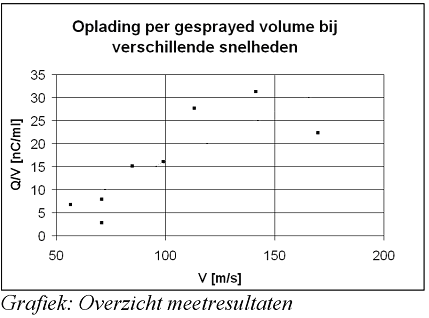 Oplading per gesprayed volume bij
verschillende snelheden
35
30
25
20
15
10
5
0
Q/V [nC/ml]
50
100
150
200
V [m/s]
Grafiek: Overzicht meetresultaten